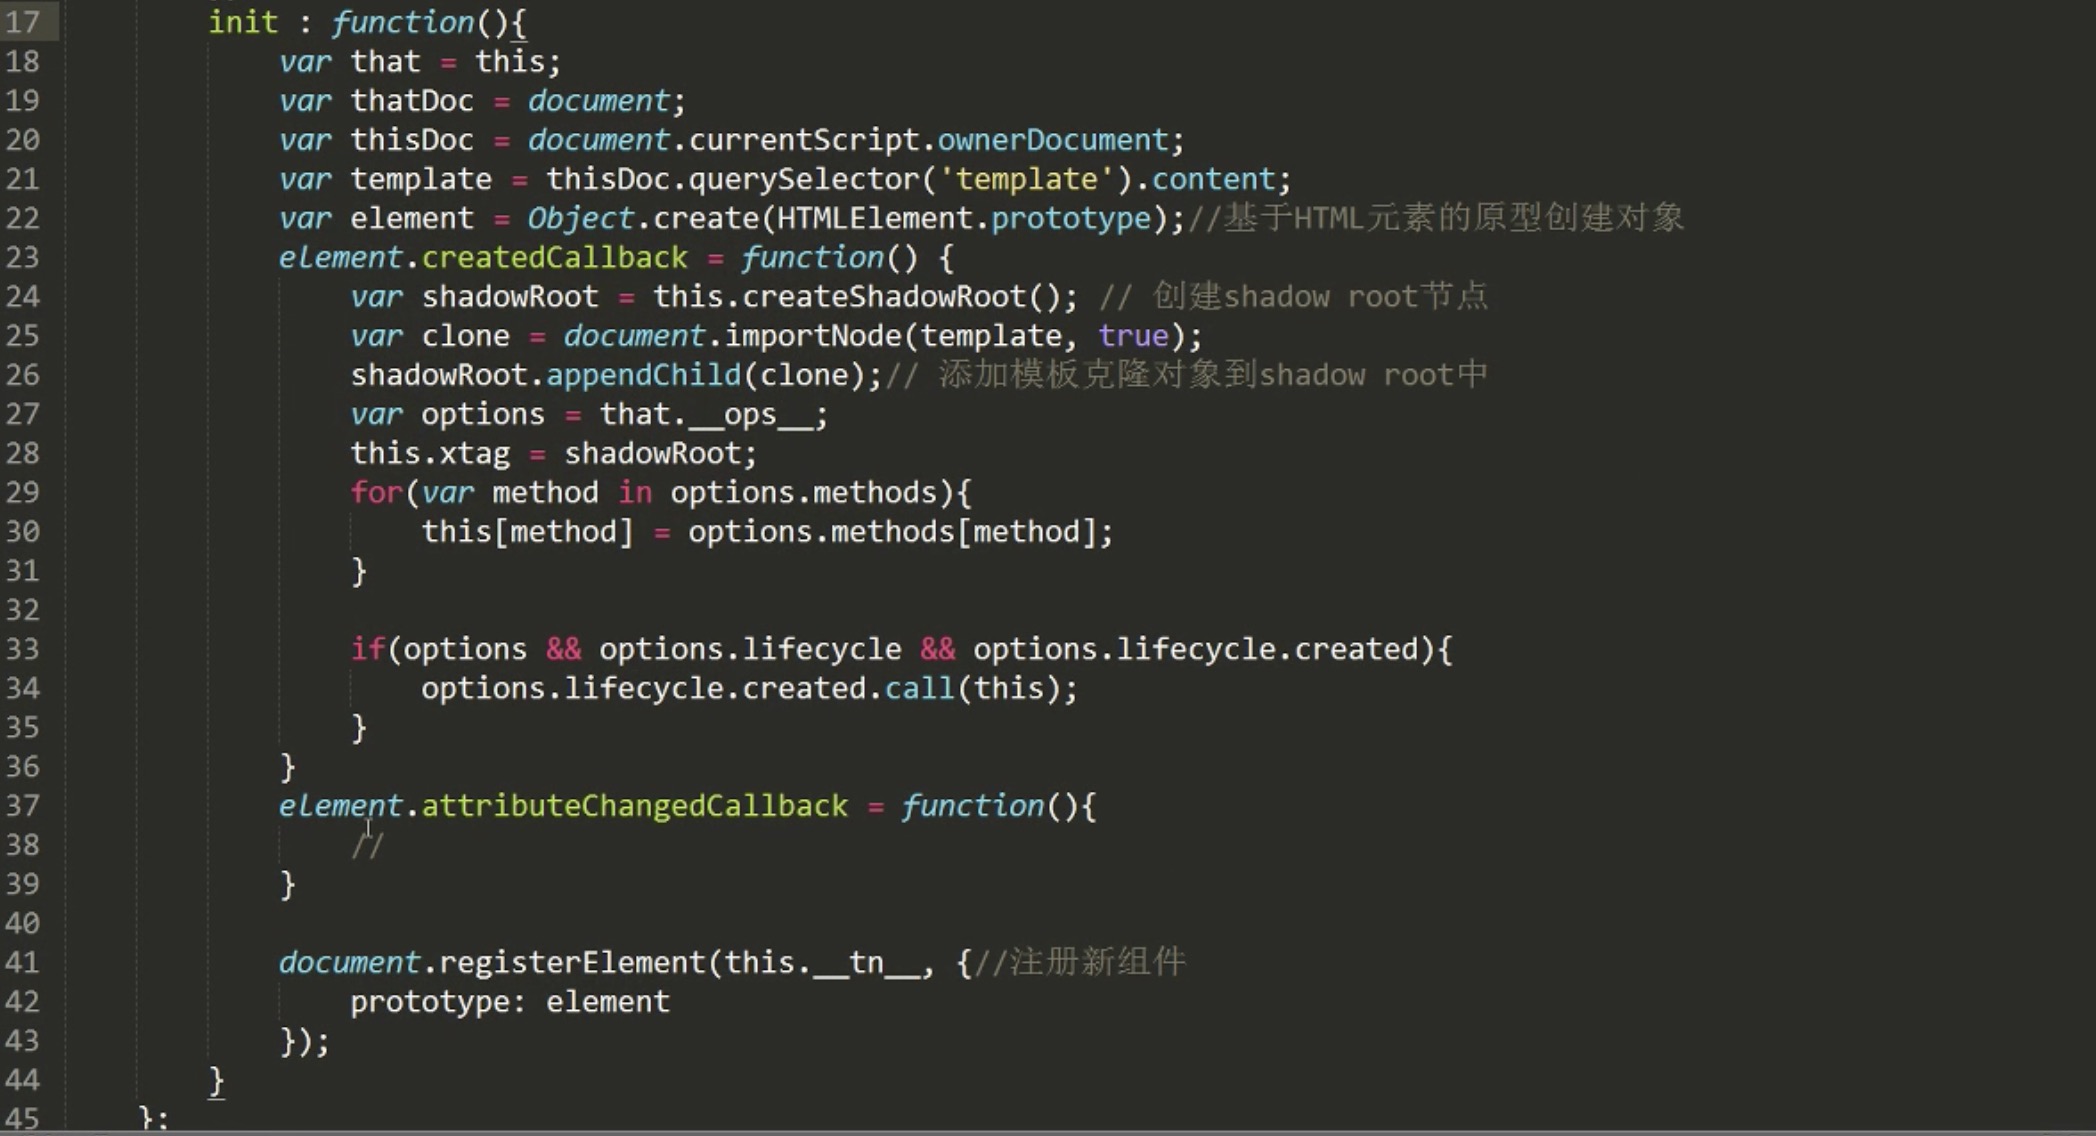 17 init : function(){
18 var that = this;
19 var thatDoc = document;
20 var thisDoc = document.currentScript.ownerDocument;
21 var template = thisDoc.querySelector('template').content;
22 var element = Object.create(HTMLElement.prototype);//基于HTML元素的原型创建对象
23 element.createdCallback = function() {
24 var shadowRoot = this.createShadowRoot(); // 创建shadow root节点
25 var clone = document.importNode(template, true);
26 shadowRoot.appendChild(clone);// 添加模板克隆对象到shadow root中
27 var options = that.__ops__;
28 this.xtag = shadowRoot;
29 for(var method in options.methods){
30 this[method] = options.methods[method];
31 }
32
33 if(options && options.lifecycle && options.lifecycle.created){
34 options.lifecycle.created.call(this);
35 }
36 }
37 element.attributeChangedCallback = function(){
38 //
39 }
40
41 document.registerElement(this.__tn__, {//注册新组件
42 prototype: element
43 });
44 }
45 };